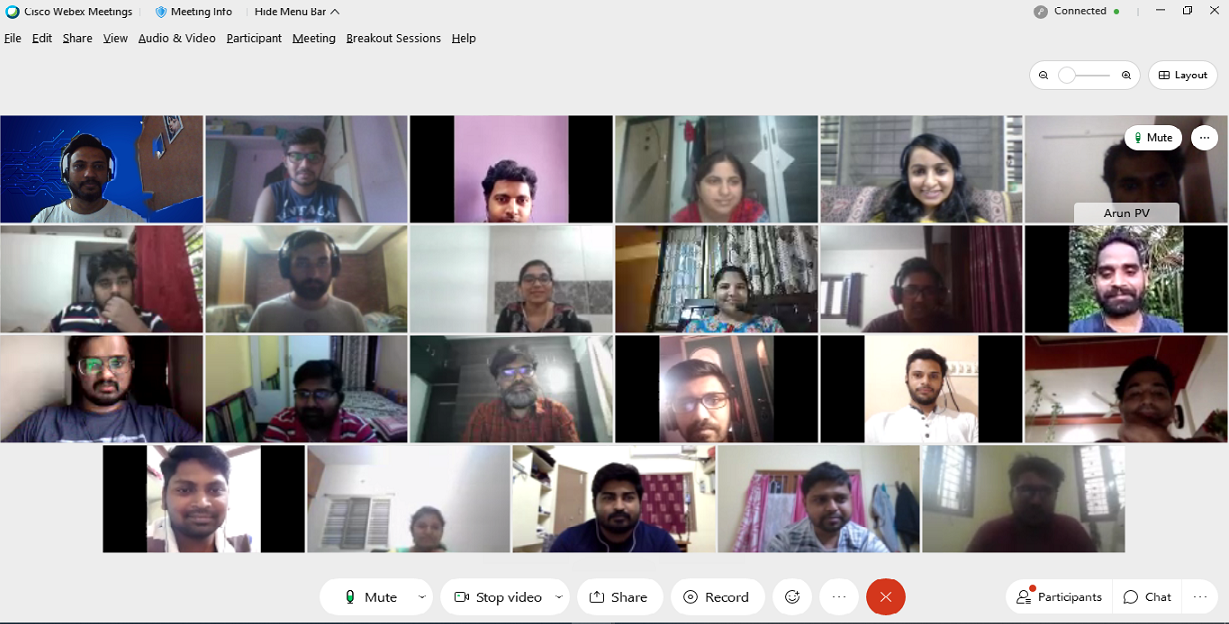 Cisco Webex Meetings Meeting Info Hide Menu Bar Connected
File Edit Share View Audio & Video Participant Meeting Breakout Sessions Help
Layout
Mute
Arun PV
Mute Stop video Share Record Participants Chat